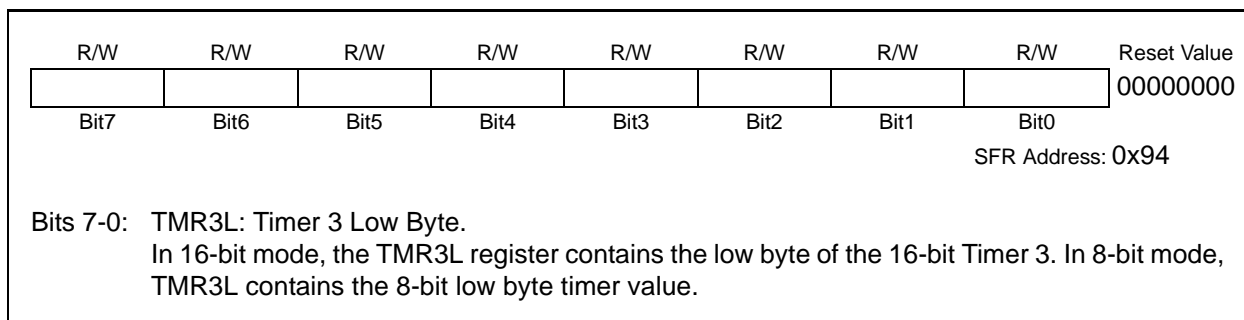 R/W R/W R/W R/W R/W R/W R/W R/W Reset Value
00000000
Bit7 Bit6 Bit5 Bit4 Bit3 Bit2 Bit1 Bit0
SFR Address: 0x94
Bits 7-0: TMR3L: Timer 3 Low Byte.
In 16-bit mode, the TMR3L register contains the low byte of the 16-bit Timer 3. In 8-bit mode,
TMR3L contains the 8-bit low byte timer value.